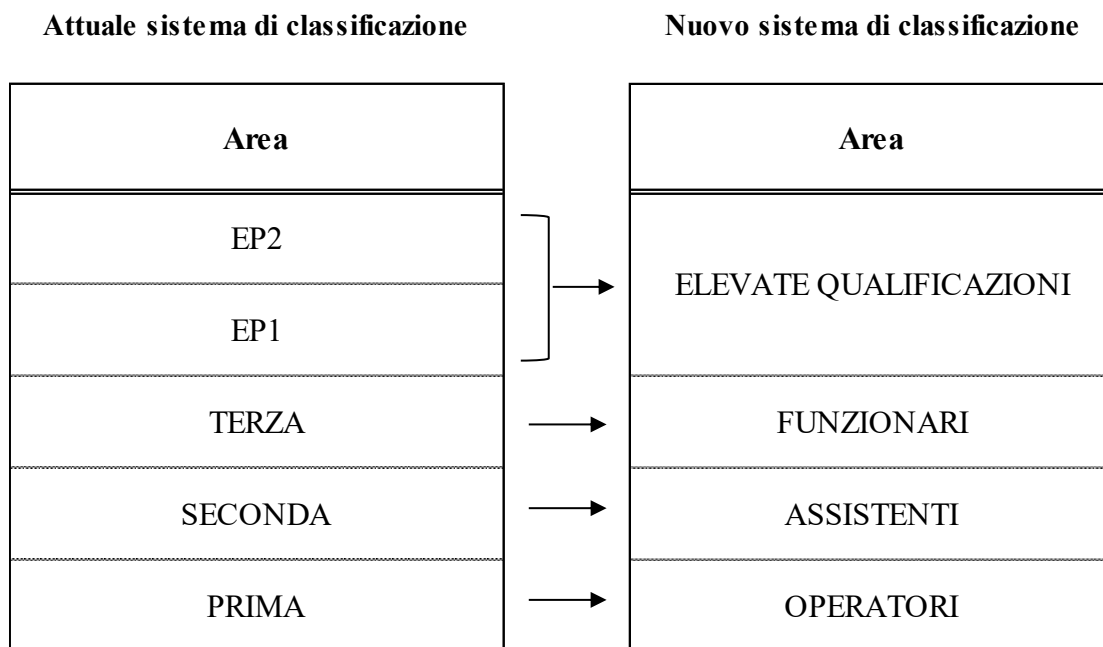 Attuale sistema di classificazione
Nuovo sistema di classificazione
Area
Area
EP2
EP1
ELEVATE QUALIFICAZIONI
TERZA
FUNZIONARI
SECONDA
ASSISTENTI
PRIMA
OPERATORI